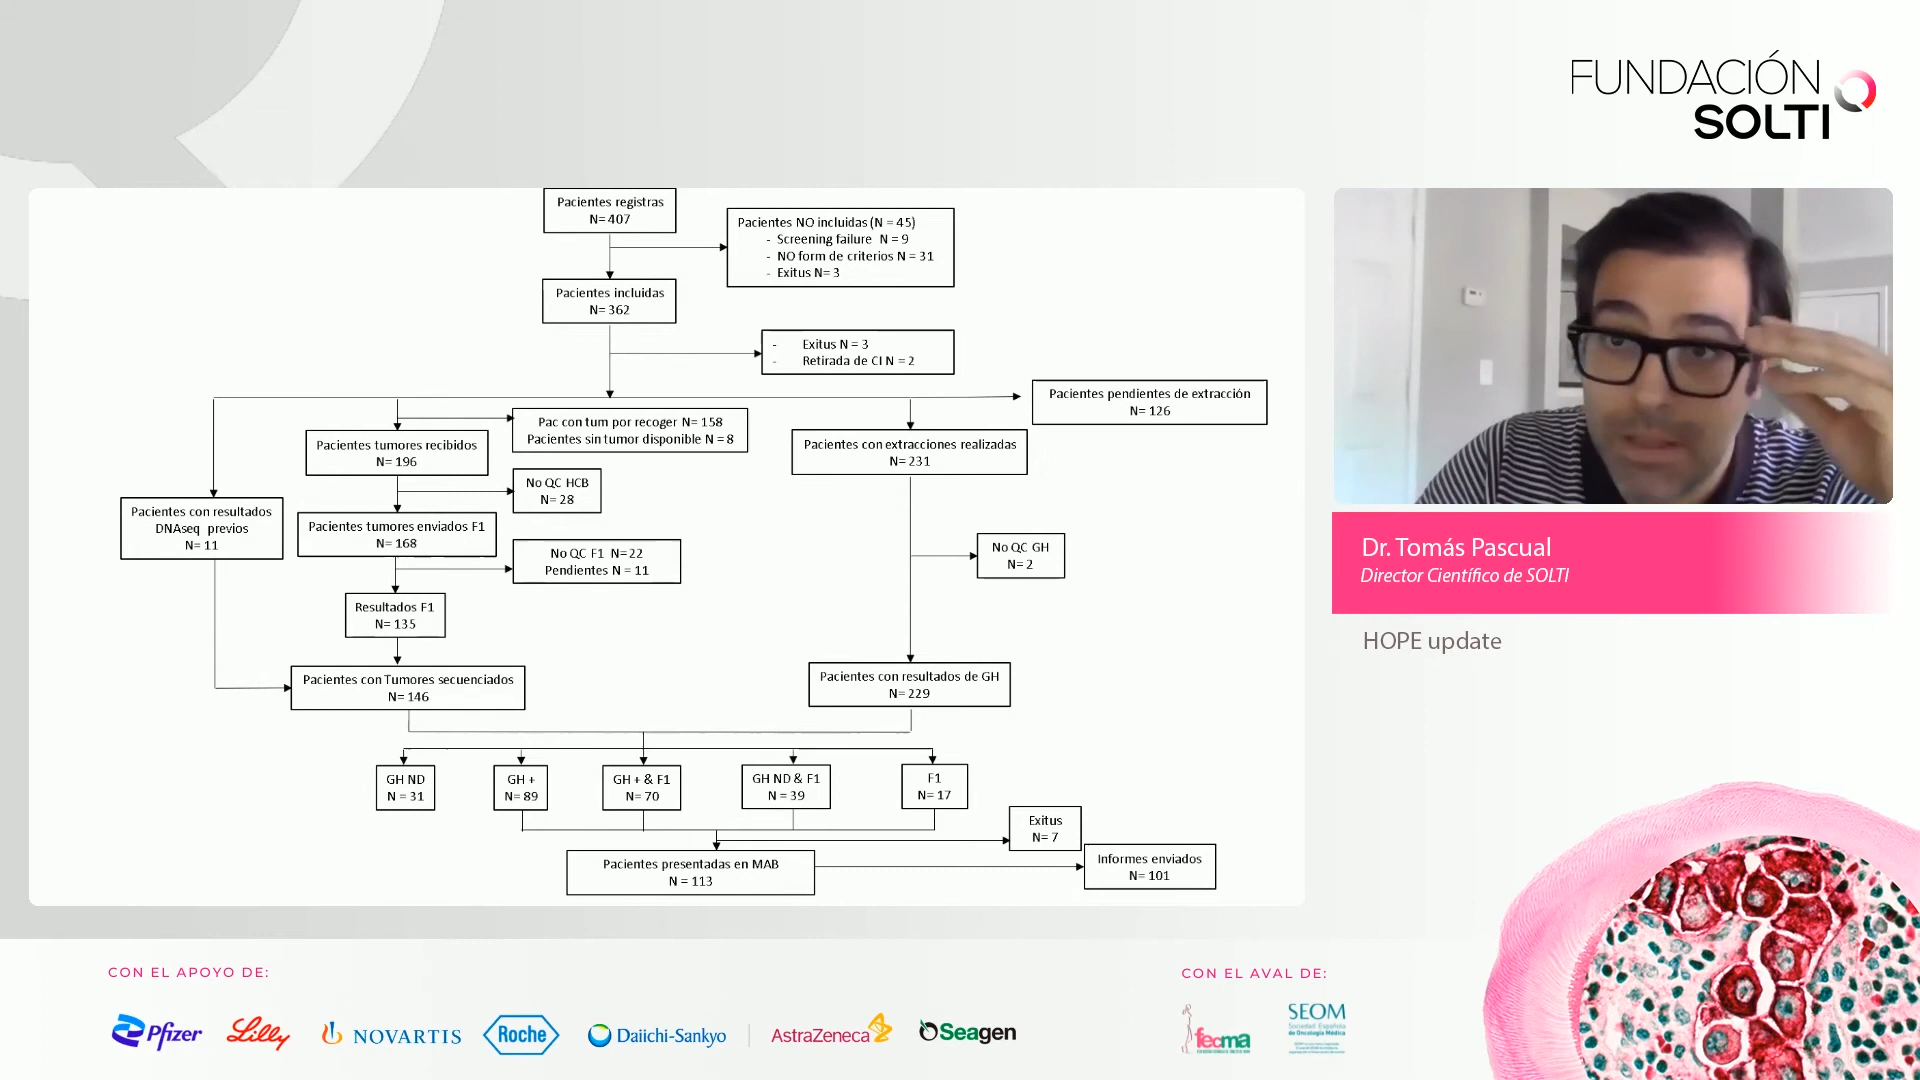 FUNDACIÓN
SOLTI
Pacientes registras
N= 407
Pacientes NO incluidas (N = 45)
- Screening failure N = 9
- NO form de criterios N = 31
- Exitus N= 3
Pacientes incluidas
N= 362
- Exitus N = 3
- Retirada de CI N = 2
Pacientes pendientes de extracción
N= 126
Pac con tum por recoger N= 158
Pacientes sin tumor disponible N = 8
Pacientes tumores recibidos
N= 196
Pacientes con extracciones realizadas
N= 231
No QC HCB
N= 28
Pacientes con resultados
DNAseq previos
N= 11
Pacientes tumores enviados F1
N= 168
No QC F1 N= 22
Pendientes N = 11
No QC GH
N= 2
Resultados F1
N= 135
Pacientes con Tumores secuenciados
N= 146
Pacientes con resultados de GH
N= 229
GH ND
N = 31
GH +
N= 89
GH + & F1
N= 70
GH ND & F1
N = 39
F1
N= 17
Exitus
N= 7
Pacientes presentadas en MAB
N = 113
Informes enviados
N= 101
Dr. Tomás Pascual
Director Científico de SOLTI
HOPE update
CON EL APOYO DE:
Pfizer
Lilly
NOVARTIS
Roche
Daiichi-Sankyo
AstraZeneca
Seagen
CON EL AVAL DE:
fecma
SEOM
Sociedad Española
de Oncología Médica